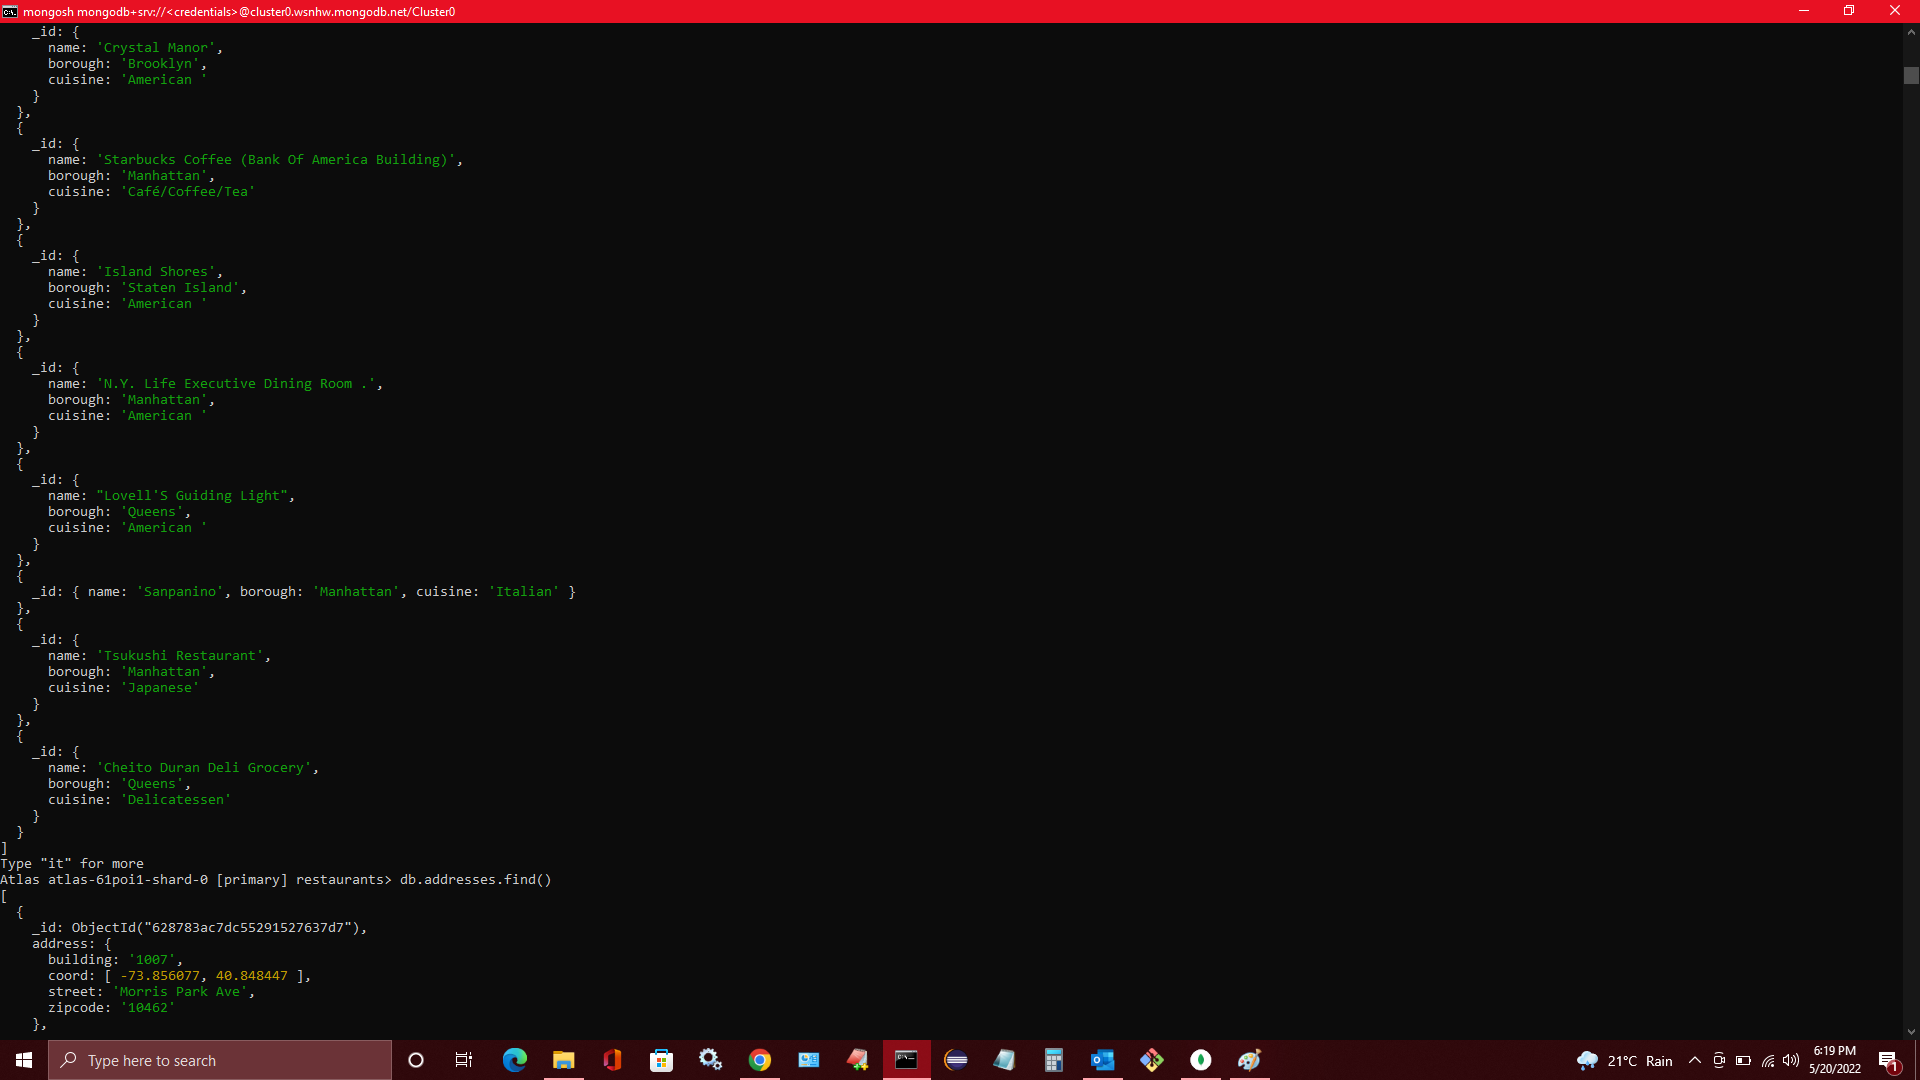 mongosh mongodb+srv://<credentials>@cluster0.wsnhw.mongodb.net/Cluster0
_id: {
name: 'Crystal Manor',
borough: 'Brooklyn',
cuisine: 'American '
}
},
{
_id: {
name: 'Starbucks Coffee (Bank Of America Building)',
borough: 'Manhattan',
cuisine: 'Café/Coffee/Tea'
}
},
{
_id: {
name: 'Island Shores',
borough: 'Staten Island',
cuisine: 'American '
}
},
{
_id: {
name: 'N.Y. Life Executive Dining Room .',
borough: 'Manhattan',
cuisine: 'American '
}
},
{
_id: {
name: "Lovell'S Guiding Light",
borough: 'Queens',
cuisine: 'American '
}
},
{
_id: { name: 'Sanpanino', borough: 'Manhattan', cuisine: 'Italian' }
},
{
_id: {
name: 'Tsukushi Restaurant',
borough: 'Manhattan',
cuisine: 'Japanese'
}
},
{
_id: {
name: 'Cheito Duran Deli Grocery',
borough: 'Queens',
cuisine: 'Delicatessen'
}
}
]
Type "it" for more
Atlas atlas-61poi1-shard-0 [primary] restaurants> db.addresses.find()
[
{
_id: ObjectId("628783ac7dc55291527637d7"),
address: {
building: '1007',
coord: [ -73.856077, 40.848447 ],
street: 'Morris Park Ave',
zipcode: '10462'
},
Type here to search
21°C Rain
6:19 PM
5/20/2022
1